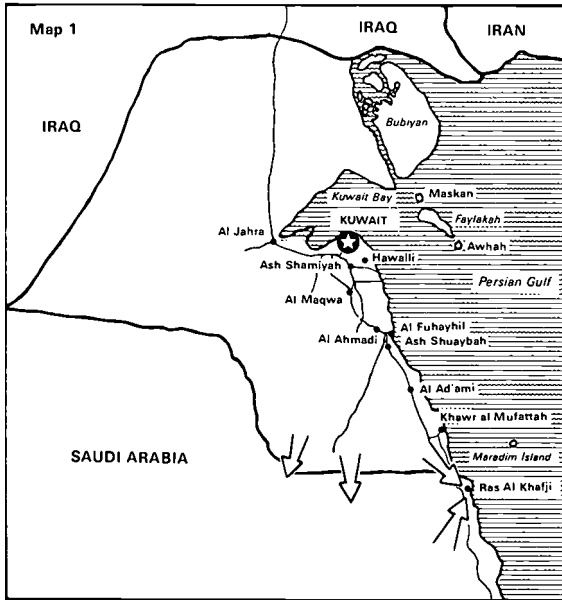 Map 1
IRAQ
IRAN
IRAQ
Bubiyan
Kuwait Bay
Maskan
KUWAIT
Faylakah
Al Jahra
Awhah
Hawalli
Ash Shamiyah
Persian Gulf
Al Maqwa
Al Fuhayhil
Al Ahmadi
Ash Shuaybah
Al Ad'ami
Khawr al Mufattah
SAUDI ARABIA
Maradim Island
Ras Al Khafji